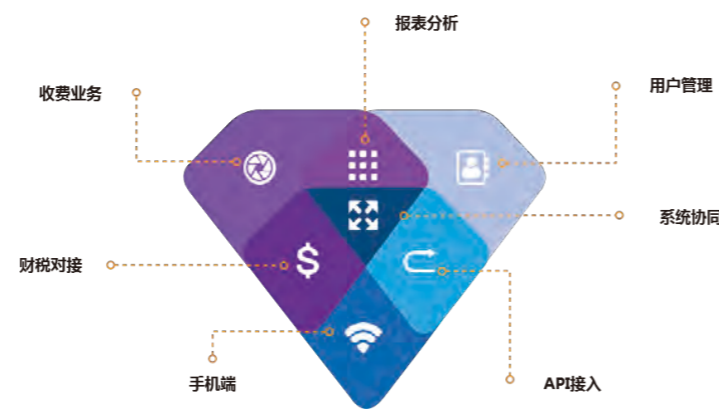 报表分析
收费业务
用户管理
系统协同
财税对接
手机端
API接入